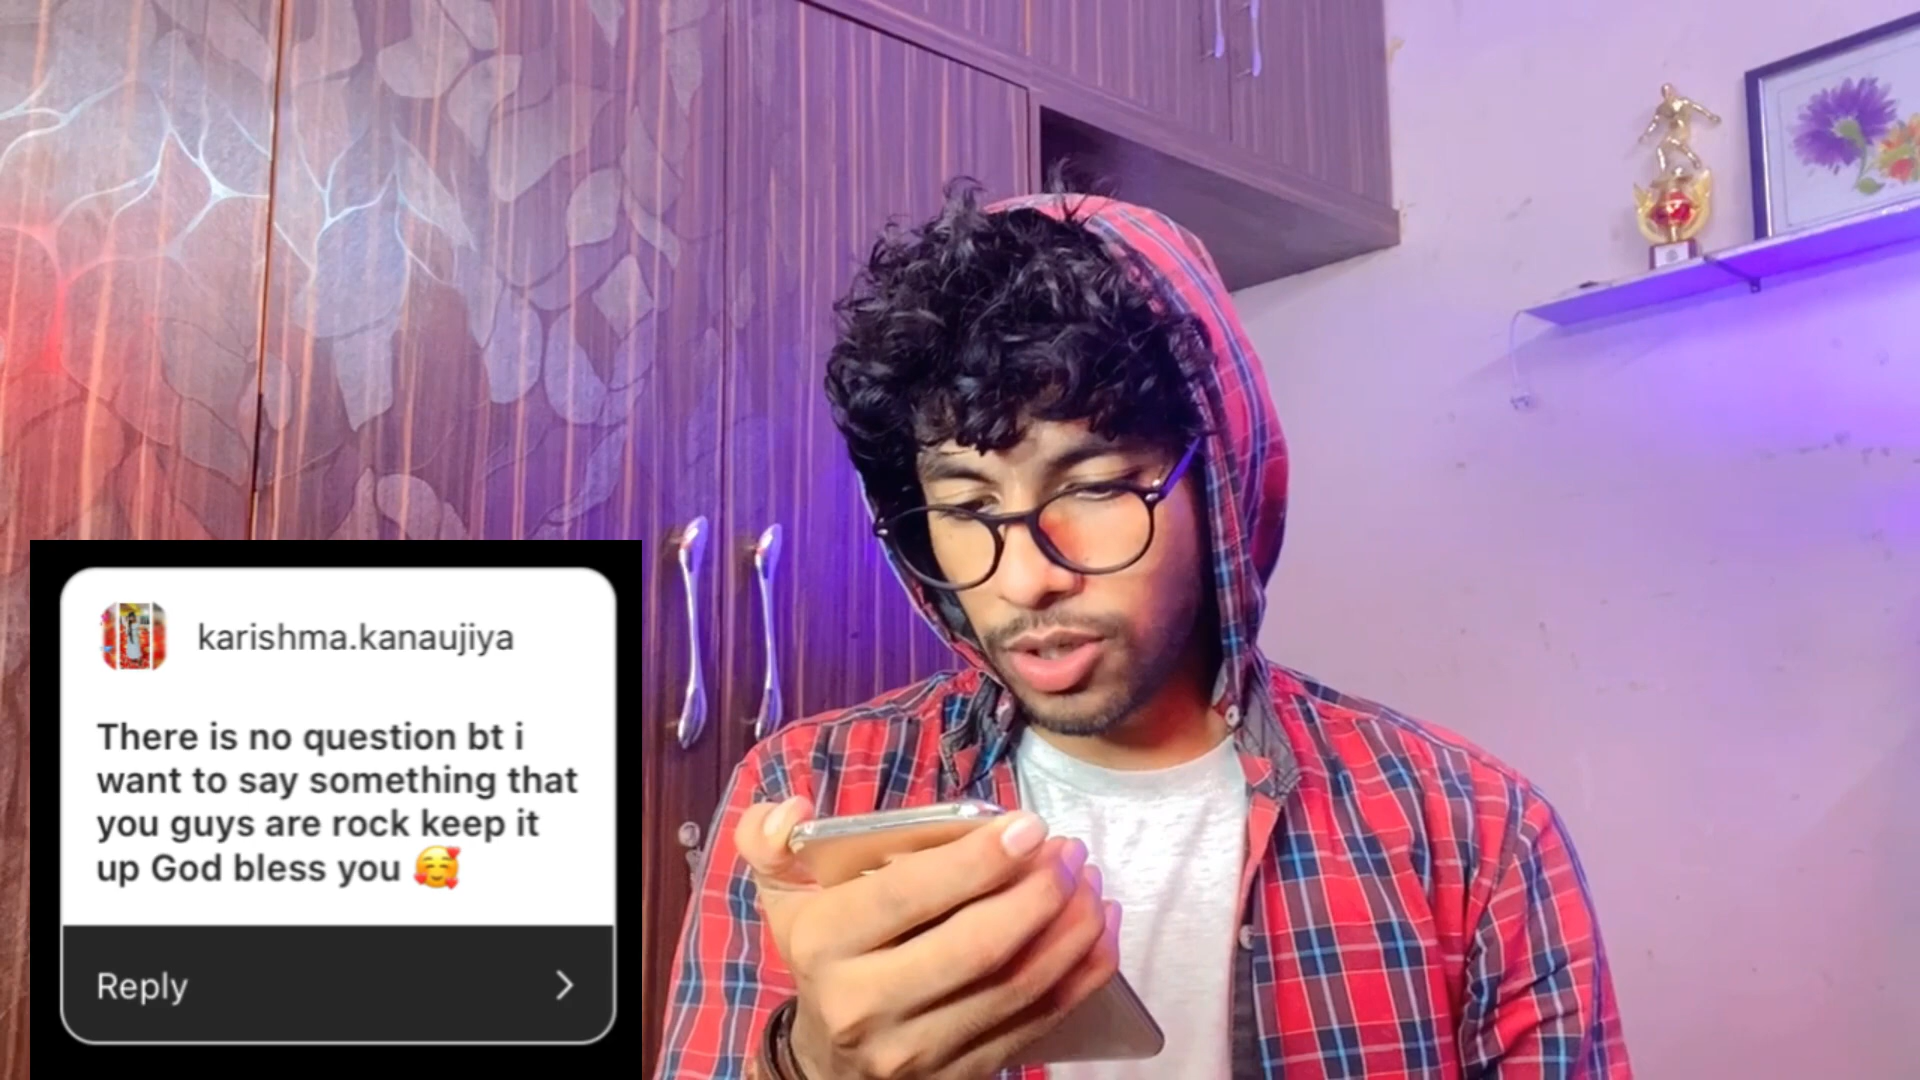 karishma.kanaujiya
There is no question bt i
want to say something that
you guys are rock keep it
up God bless you 🥰
Reply